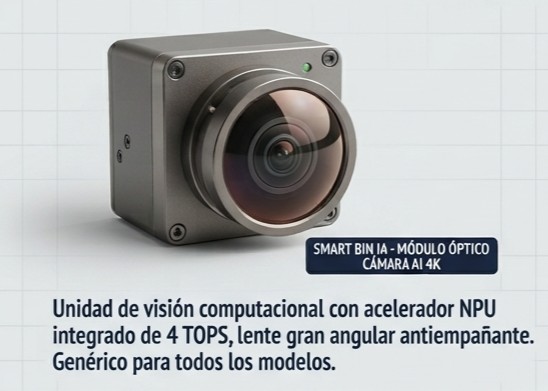 SMART BIN IA - MÓDULO ÓPTICO
CÁMARA AI 4K
Unidad de visión computacional con acelerador NPU
integrado de 4 TOPS, lente gran angular antiempañante.
Genérico para todos los modelos.